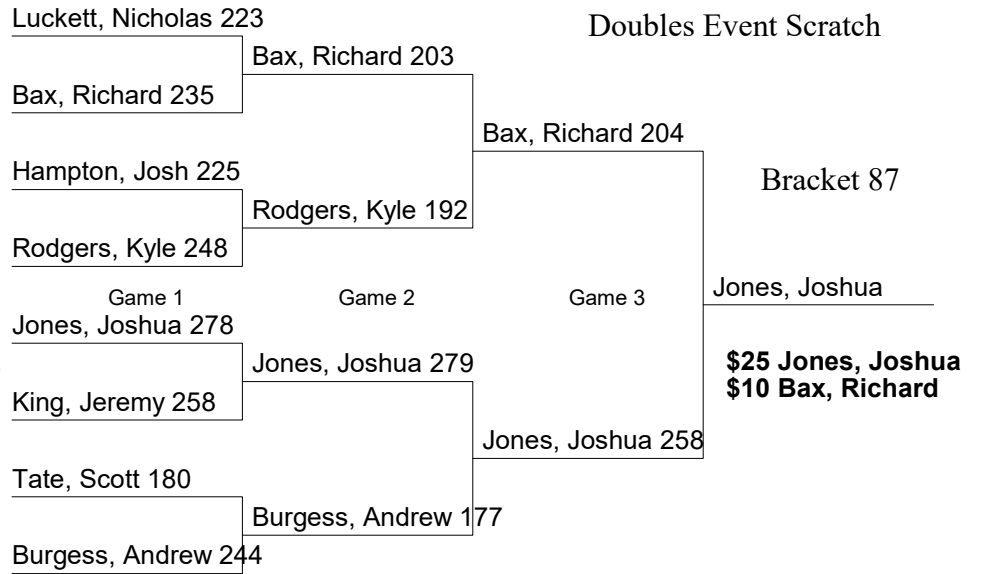 Luckett, Nicholas 223
Doubles Event Scratch
Bax, Richard 203
Bax, Richard 235
Bax, Richard 204
Hampton, Josh 225
Bracket 87
Rodgers, Kyle 192
Rodgers, Kyle 248
Game 1
Game 2
Game 3
Jones, Joshua
Jones, Joshua 278
Jones, Joshua 279
$25 Jones, Joshua
$10 Bax, Richard
King, Jeremy 258
Jones, Joshua 258
Tate, Scott 180
Burgess, Andrew 177
Burgess, Andrew 244